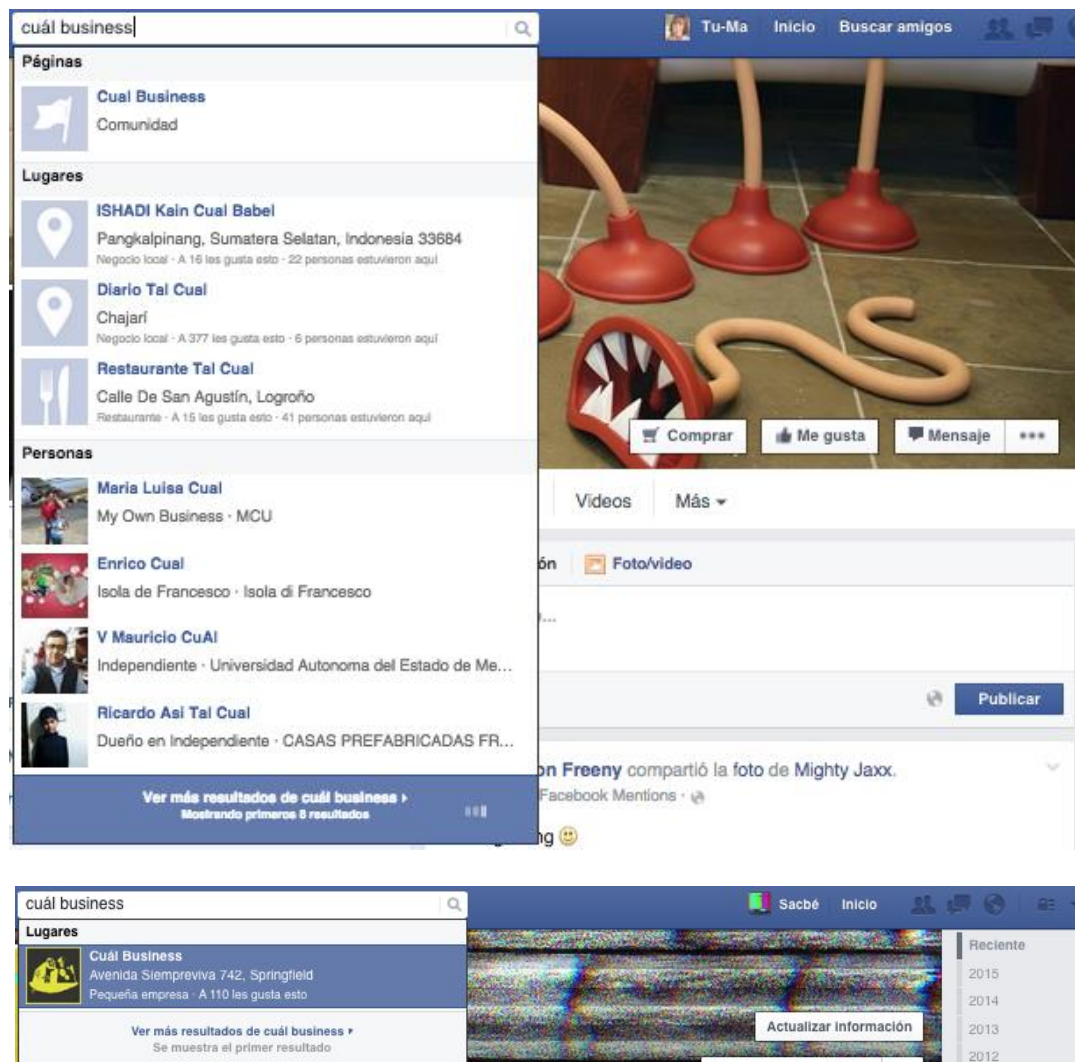 cuál business
Tu-Ma Inicio Buscar amigos
Páginas
Cual Business
Comunidad
Lugares
ISHADI Kain Cual Babel
Pangkalpinang, Sumatera Selatan, Indonesia 33684
Negocio local · A 16 les gusta esto · 22 personas estuvieron aquí
Diario Tal Cual
Chajarí
Negocio local · A 377 les gusta esto · 6 personas estuvieron aquí
Restaurante Tal Cual
Calle De San Agustín, Logroño
Restaurante · A 15 les gusta esto · 41 personas estuvieron aquí
Comprar Me gusta Mensaje
Personas
Maria Luisa Cual
My Own Business · MCU
Videos Más
Enrico Cual
Isola de Francesco · Isola di Francesco
ón Foto/video
...
V Mauricio CuAl
Independiente · Universidad Autonoma del Estado de Me...
Ricardo Asi Tal Cual
Dueño en Independiente · CASAS PREFABRICADAS FR...
Publicar
on Freeny compartió la foto de Mighty Jaxx.
Facebook Mentions ·
ng
Ver más resultados de cuál business
Mostrando primeros 8 resultados
cuál business
Sacbé Inicio
Lugares
Cuál Business
Avenida Siempreviva 742, Springfield
Pequeña empresa · A 110 les gusta esto
Ver más resultados de cuál business
Se muestra el primer resultado
Actualizar información
Reciente
2015
2014
2013
2012